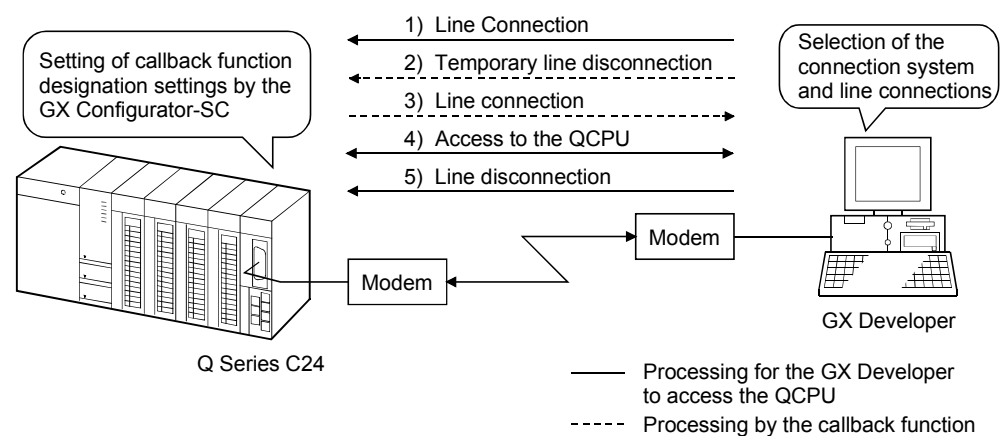 Setting of callback function
designation settings by the
GX Configurator-SC
1) Line Connection
2) Temporary line disconnection
3) Line connection
4) Access to the QCPU
5) Line disconnection
Selection of the
connection system
and line connections
Modem
Modem
Q Series C24
GX Developer
Processing for the GX Developer
to access the QCPU
Processing by the callback function